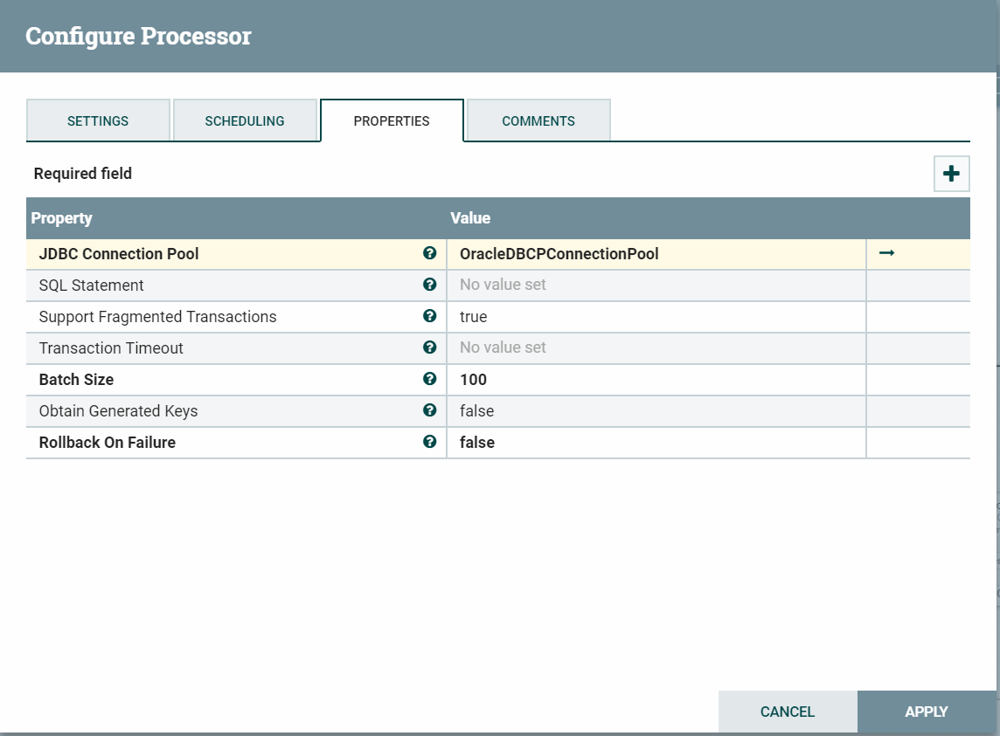 Configure Processor
SETTINGS SCHEDULING PROPERTIES COMMENTS
Required field
Property Value
JDBC Connection Pool OracleDBCPConnectionPool
SQL Statement No value set
Support Fragmented Transactions true
Transaction Timeout No value set
Batch Size 100
Obtain Generated Keys false
Rollback On Failure false
CANCEL APPLY